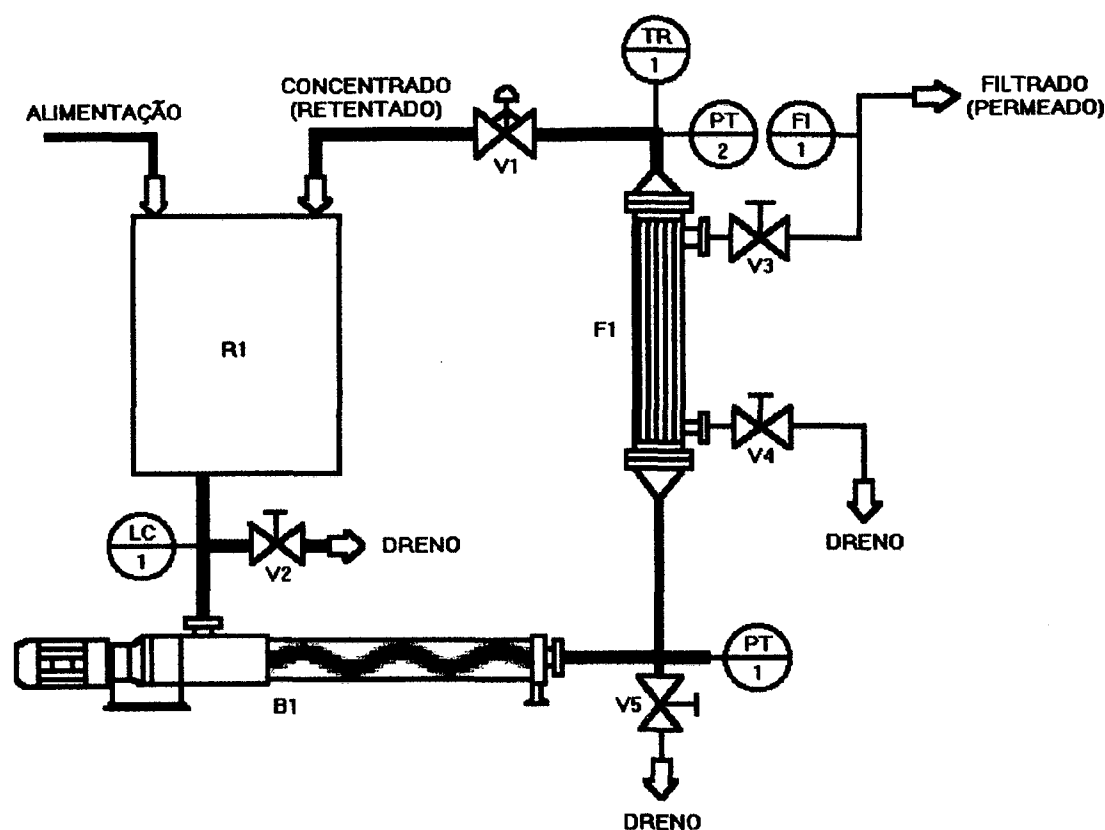 TR
1
CONCENTRADO
(RETENTADO)
ALIMENTAÇÃO
FILTRADO
(PERMEADO)
PT
2
FI
1
V1
V3
F1
R1
V4
LC
1
DRENO
V2
DRENO
PT
1
B1
V5
DRENO